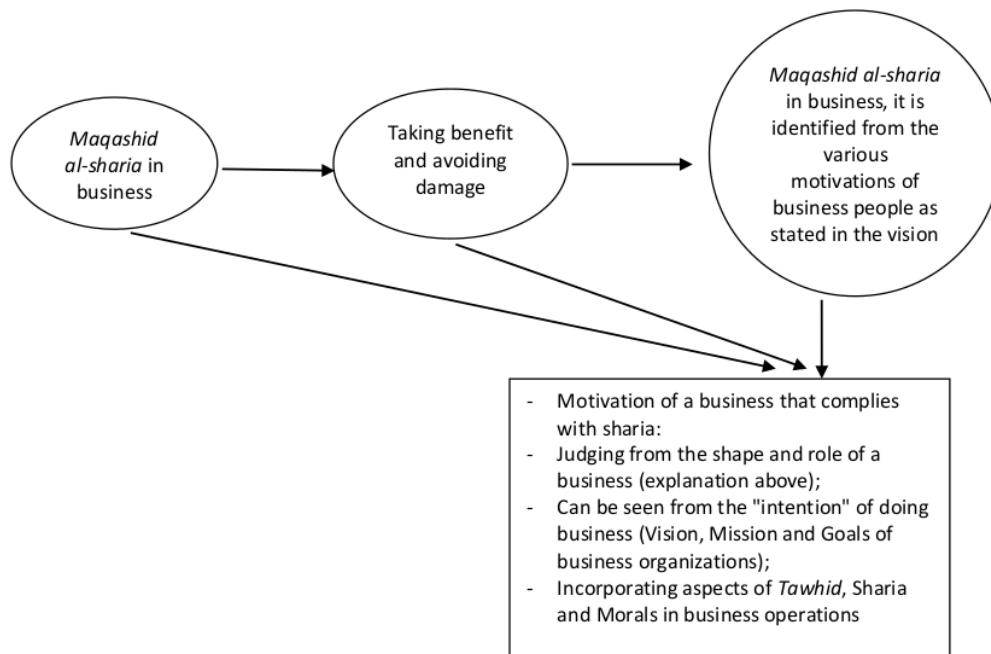 Maqashid
al-sharia in
business
Taking benefit
and avoiding
damage
Maqashid al-sharia
in business, it is
identified from the
various
motivations of
business people as
stated in the vision
- Motivation of a business that complies
with sharia:
- Judging from the shape and role of a
business (explanation above);
- Can be seen from the "intention" of doing
business (Vision, Mission and Goals of
business organizations);
- Incorporating aspects of Tawhid, Sharia
and Morals in business operations